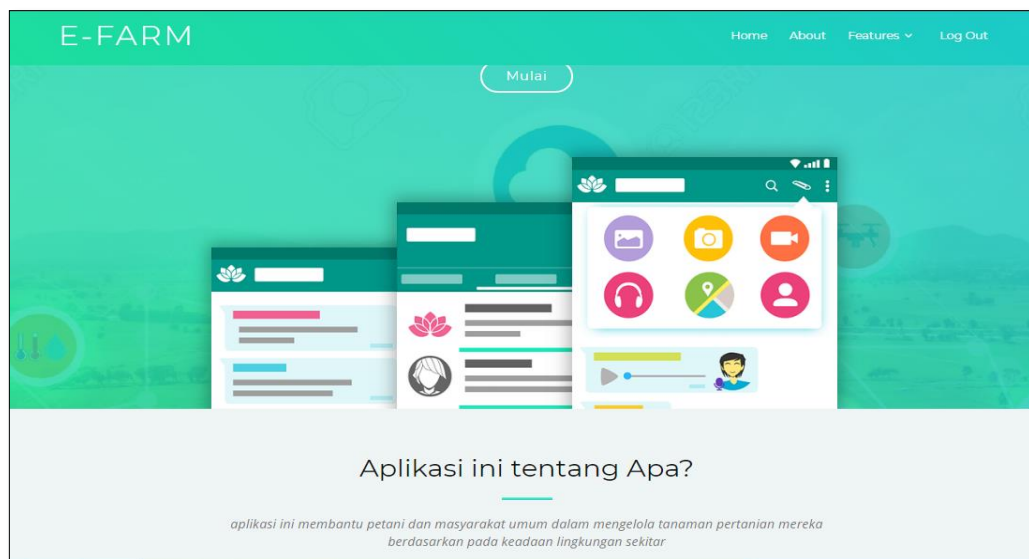 E-FARM
Home About Features Log Out
Mulai
Aplikasi ini tentang Apa?
aplikasi ini membantu petani dan masyarakat umum dalam mengelola tanaman pertanian mereka
berdasarkan pada keadaan lingkungan sekitar